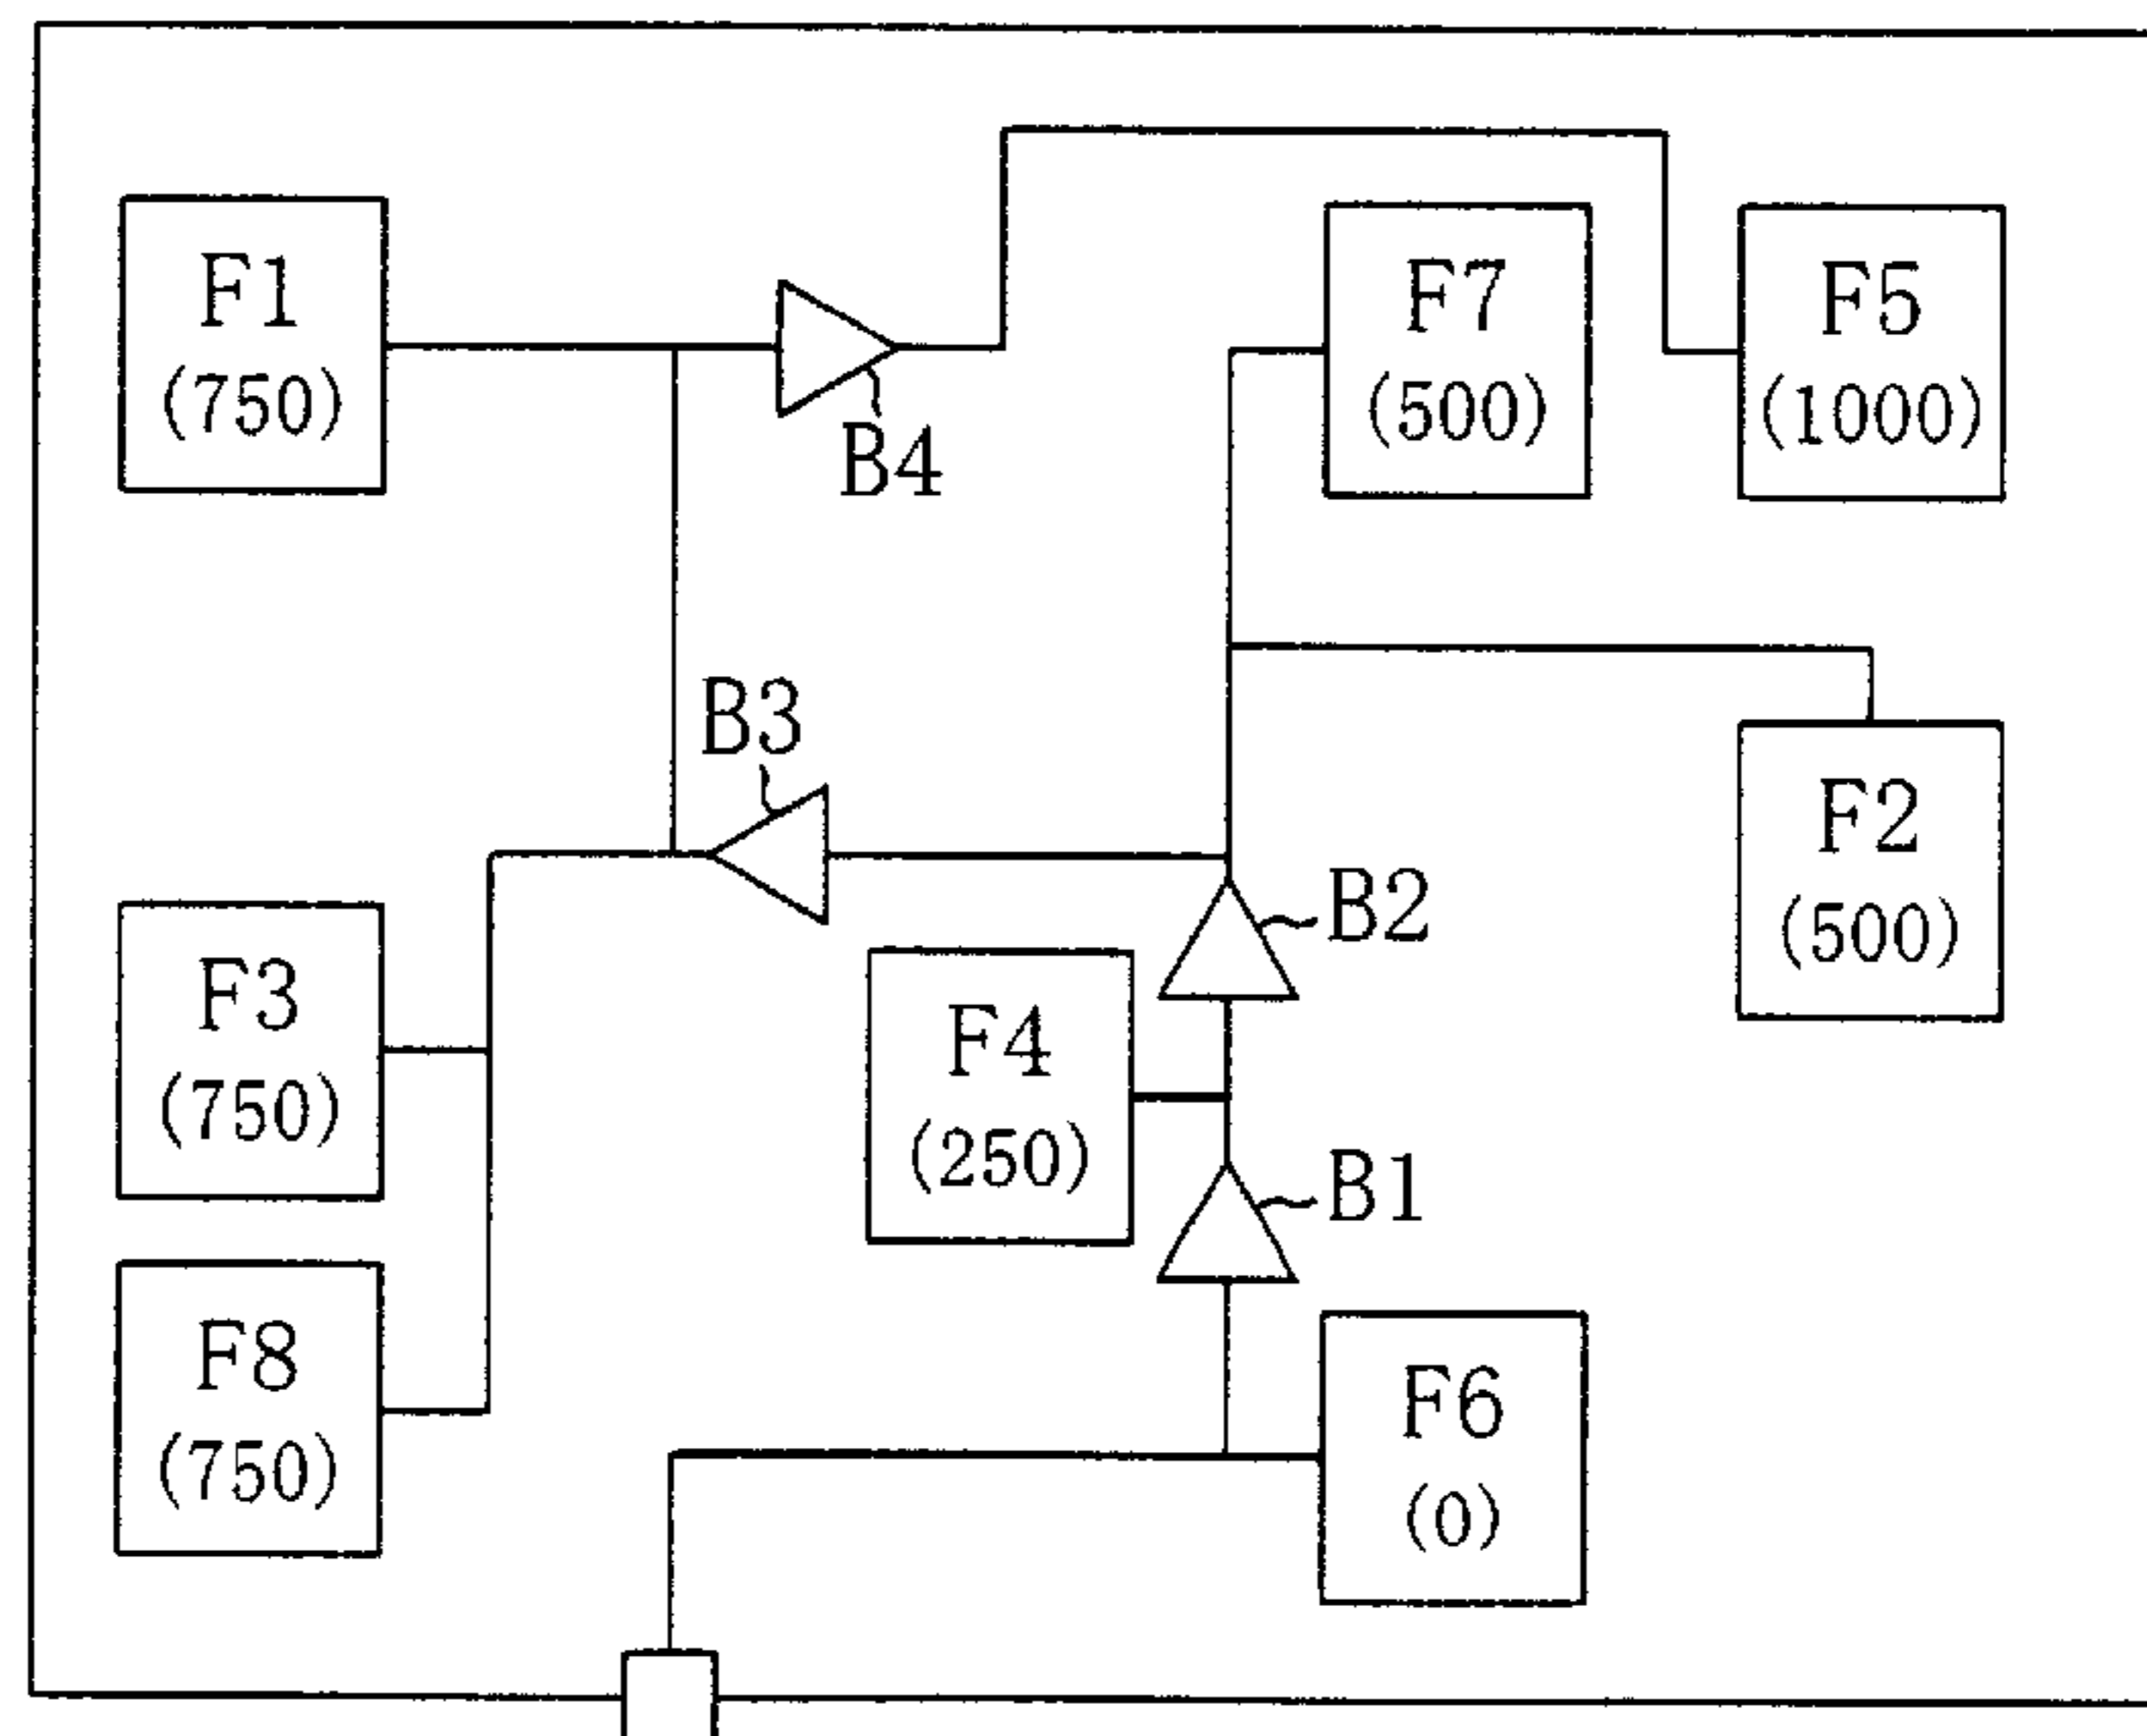 F1
(750)
B4
F7
(500)
F5
(1000)
B3
F2
(500)
B2
F3
(750)
F4
(250)
B1
F8
(750)
F6
(0)